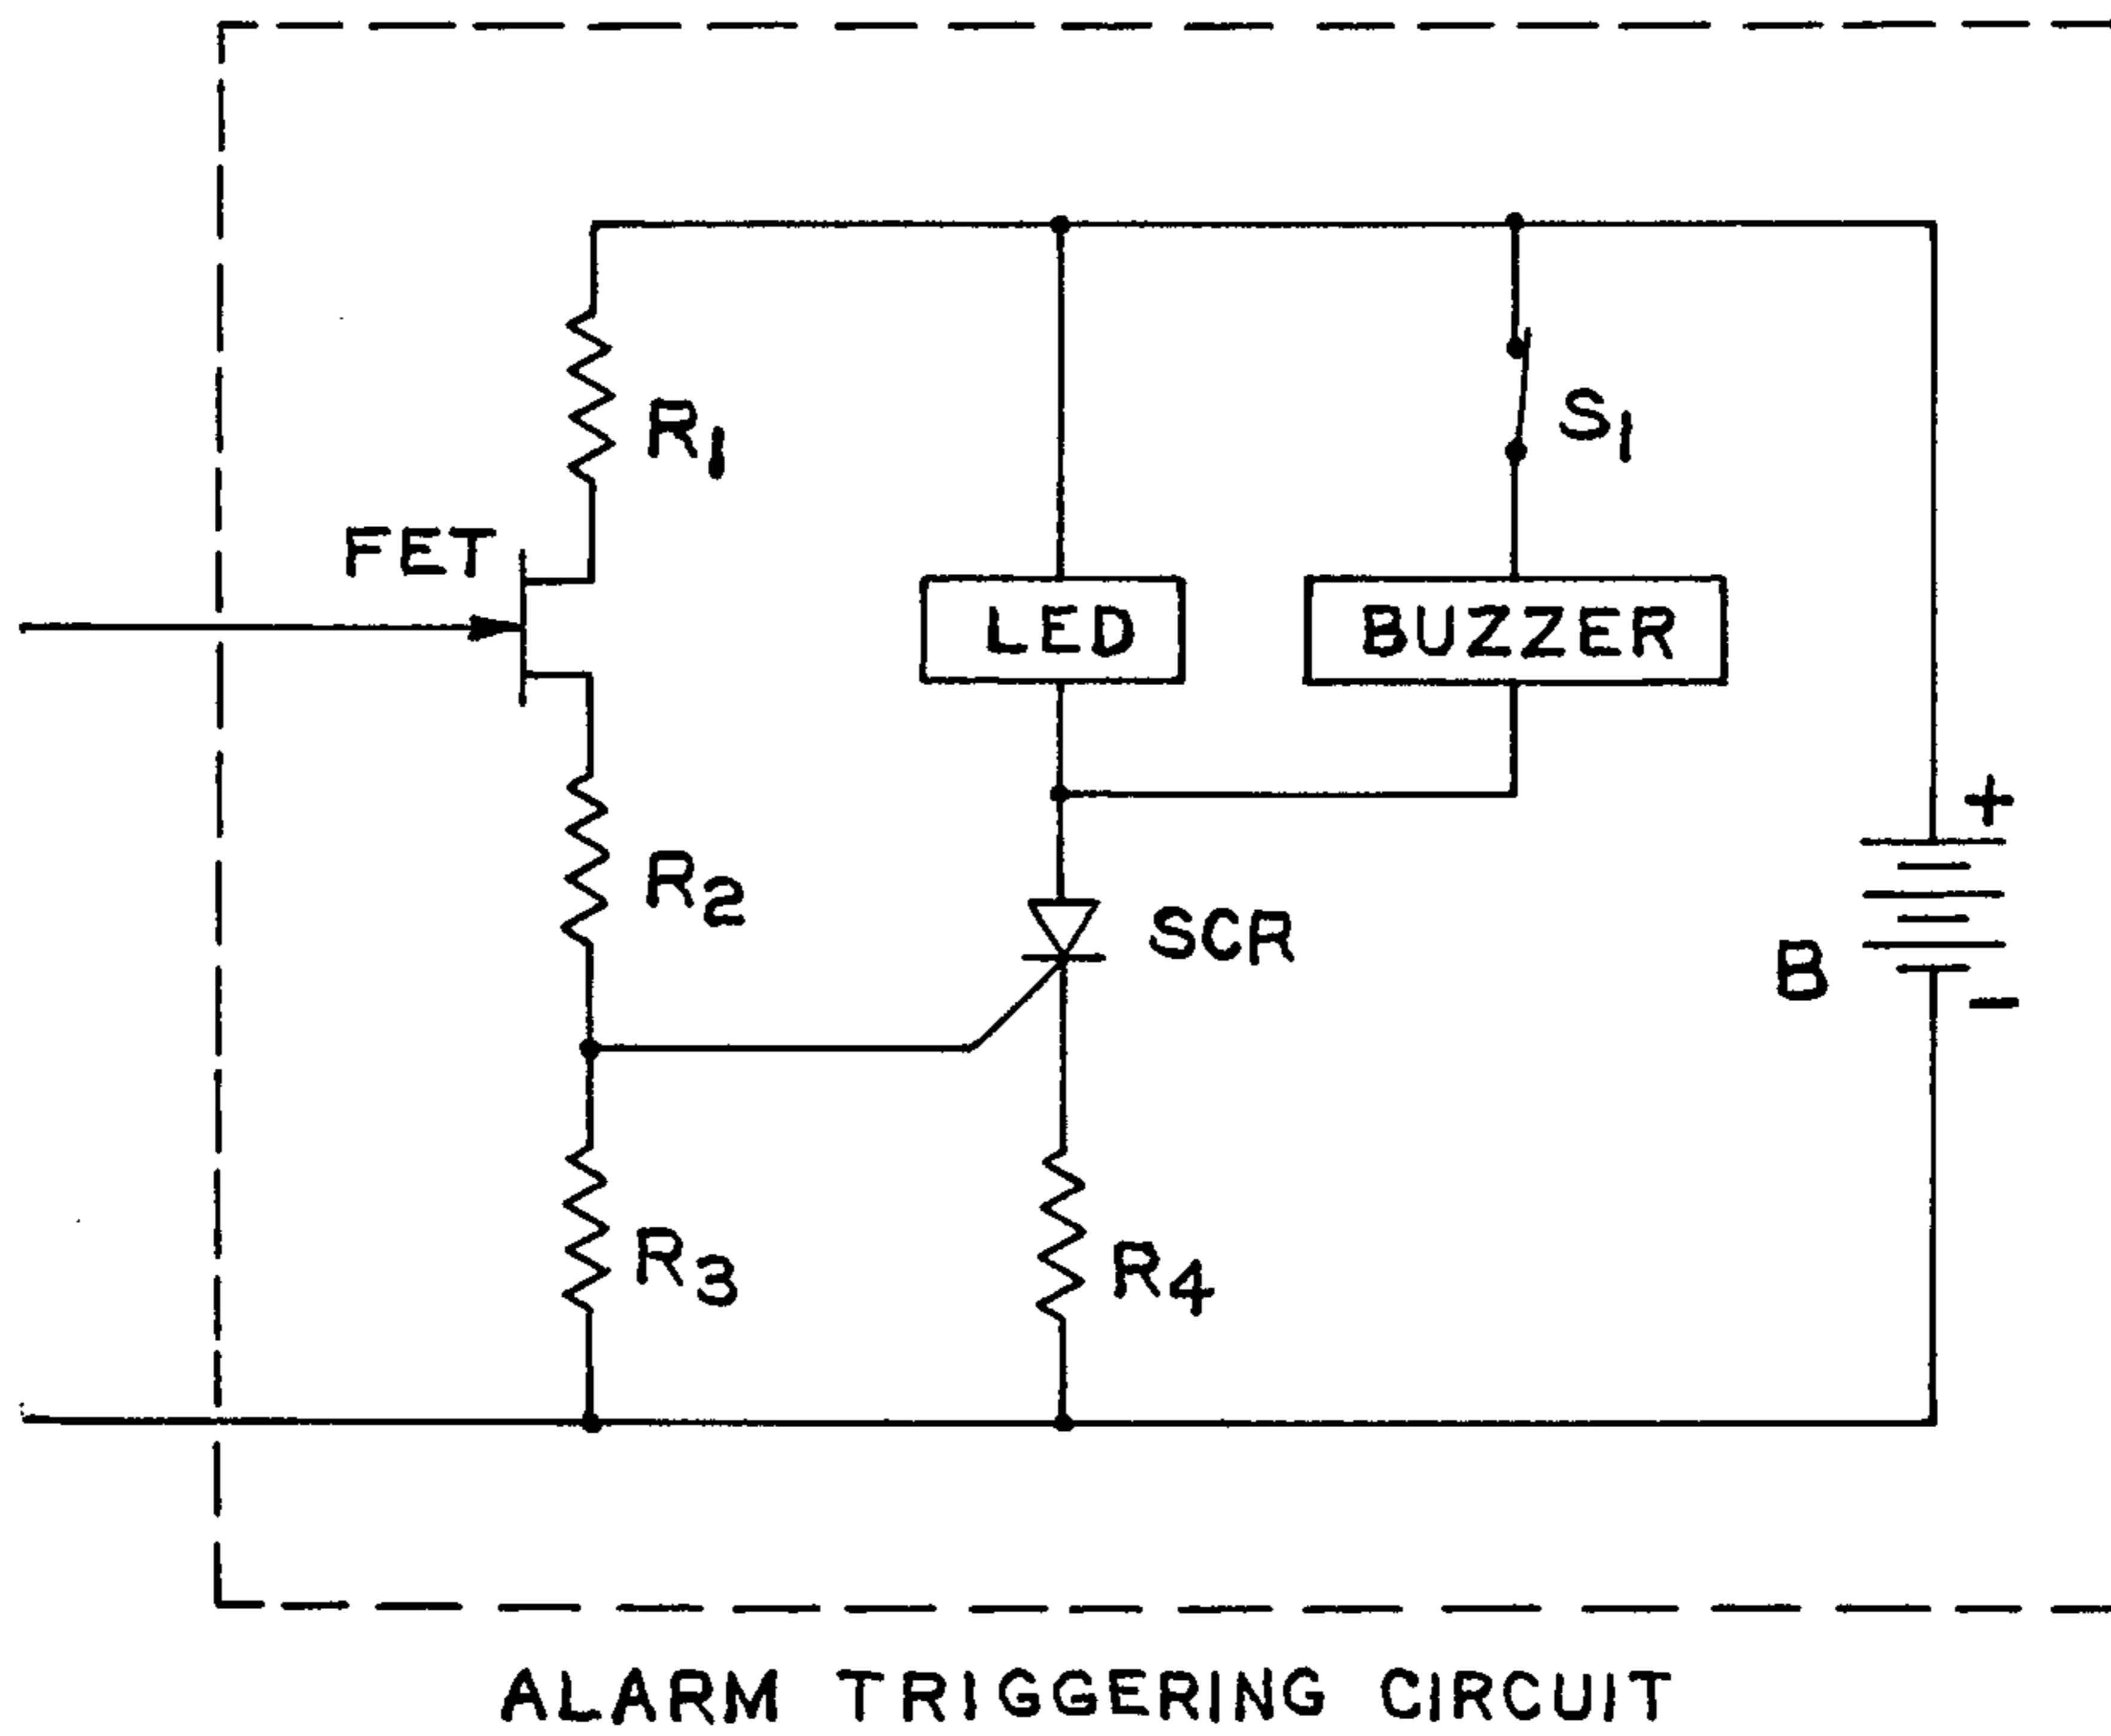 R1
S1
FET
LED
BUZZER
+
R2
SCR
B
−
R3
R4
ALARM TRIGGERING CIRCUIT